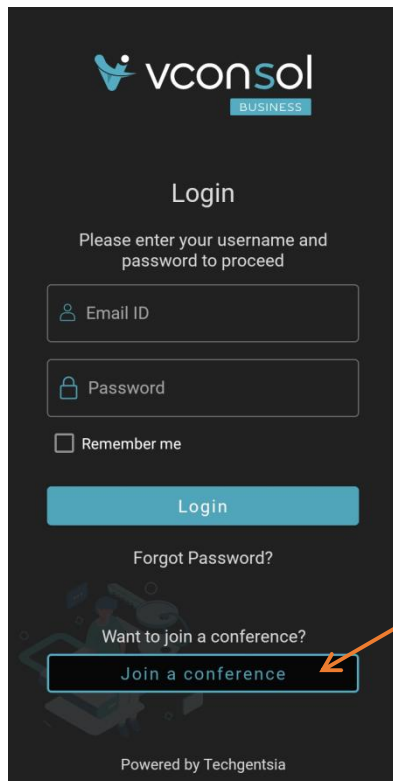 vconsol
BUSINESS
Login
Please enter your username and
password to proceed
Email ID
Password
Remember me
Login
Forgot Password?
Want to join a conference?
Join a conference
Powered by Techgentsia